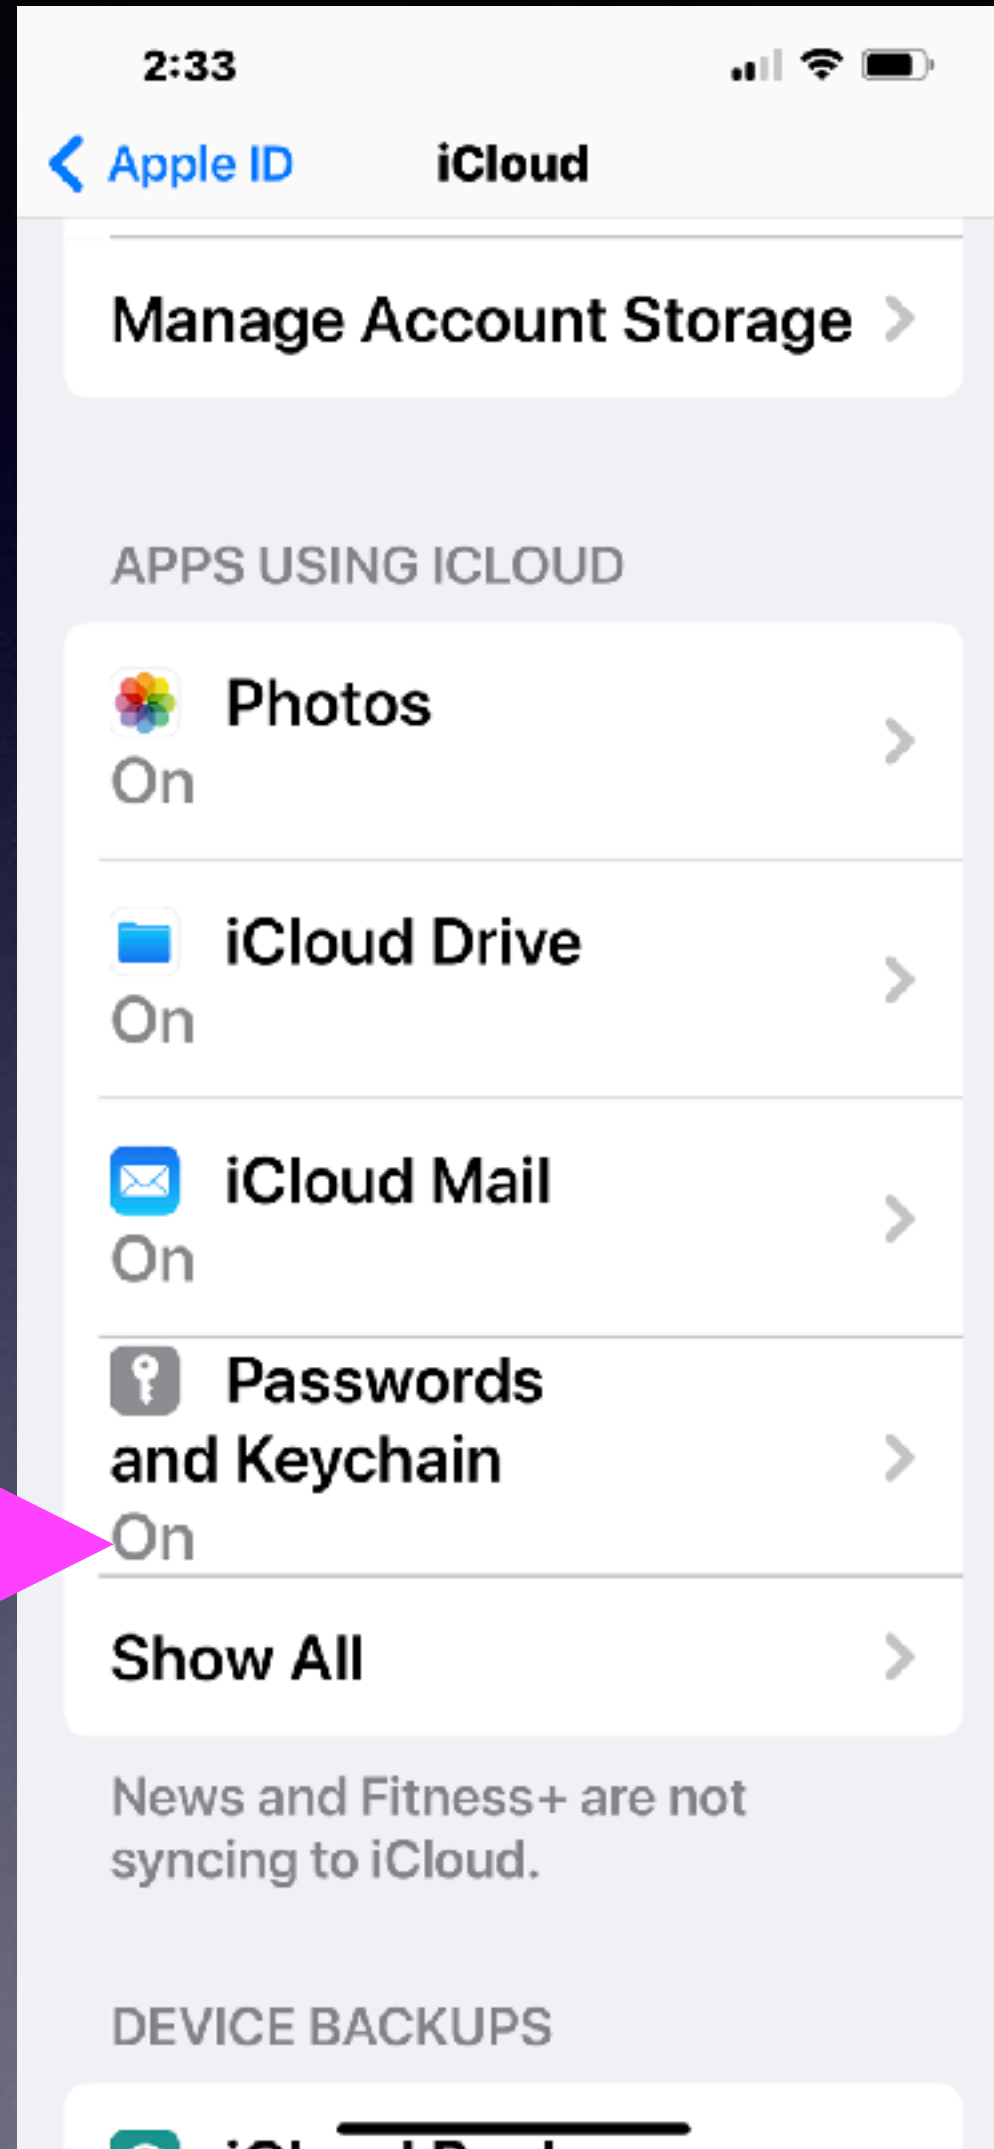 2:33
Apple ID
iCloud
Manage Account Storage
APPS USING ICLOUD
Photos
On
iCloud Drive
On
iCloud Mail
On
Passwords
and Keychain
On
Show All
News and Fitness+ are not
syncing to iCloud.
DEVICE BACKUPS